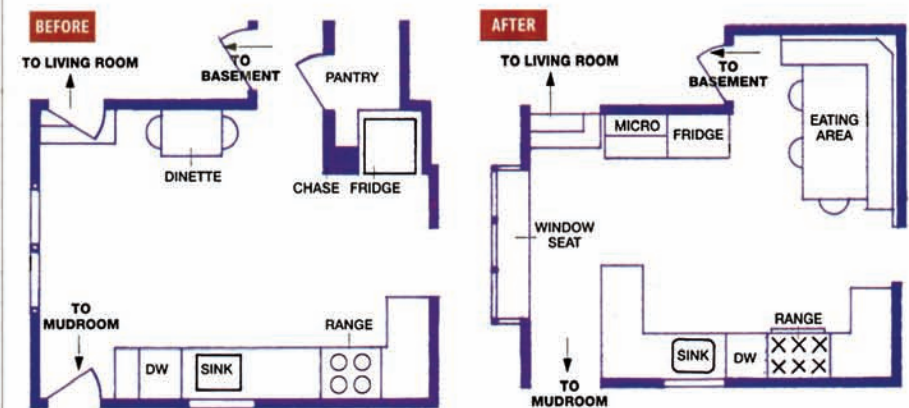 BEFORE
TO LIVING ROOM
TO
BASEMENT
PANTRY
DINETTE
CHASE
FRIDGE
TO
MUDROOM
RANGE
DW
SINK
AFTER
TO LIVING ROOM
TO
BASEMENT
MICRO
FRIDGE
EATING
AREA
WINDOW
SEAT
RANGE
SINK
DW
TO
MUDROOM